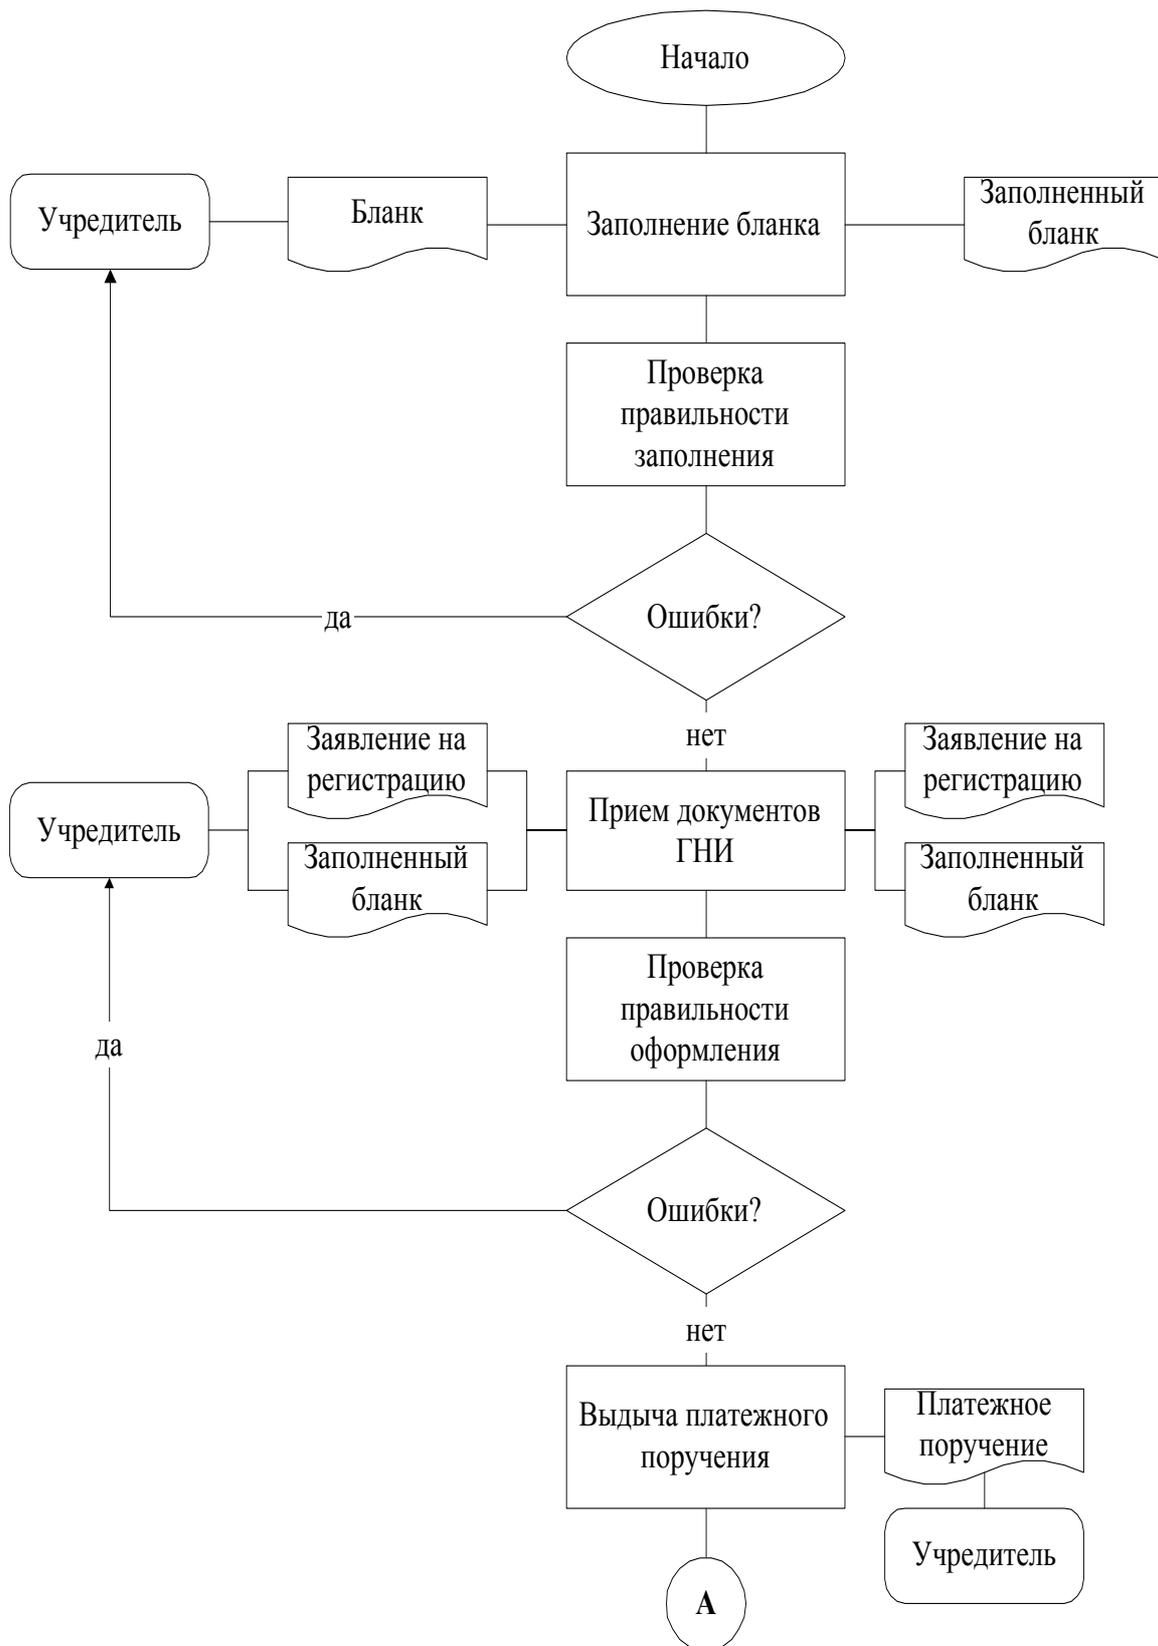 Начало
Учредитель
Бланк
Заполнение бланка
Заполненный
бланк
Проверка
правильности
заполнения
Ошибки?
да
нет
Учредитель
Заявление на
регистрацию
Заполненный
бланк
Прием документов
ГНИ
Заявление на
регистрацию
Заполненный
бланк
Проверка
правильности
оформления
да
Ошибки?
нет
Выдыча платежного
поручения
Платежное
поручение
Учредитель
А